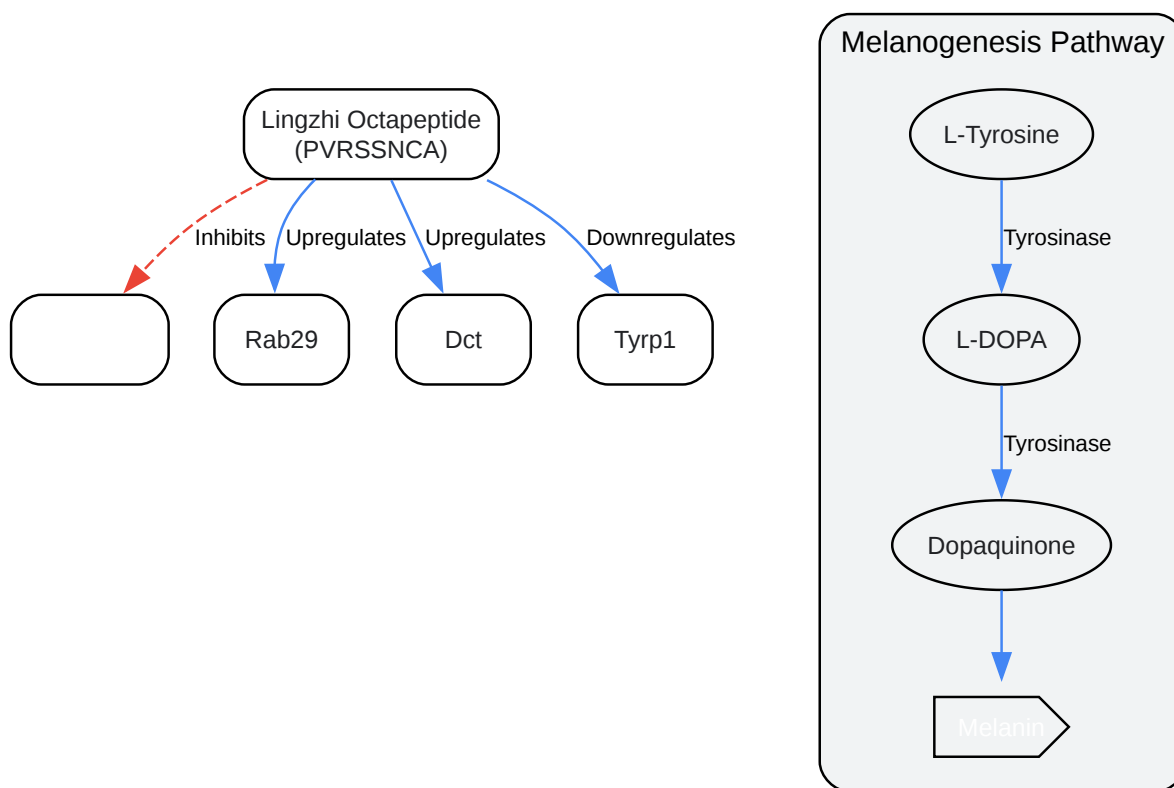 Melanogenesis Pathway
Lingzhi Octapeptide
(PVRSSNCA)
L-Tyrosine
Inhibits
Upregulates
Upregulates
Downregulates
Tyrosinase
Rab29
Dct
Tyrp1
L-DOPA
Tyrosinase
Dopaquinone
Melanin